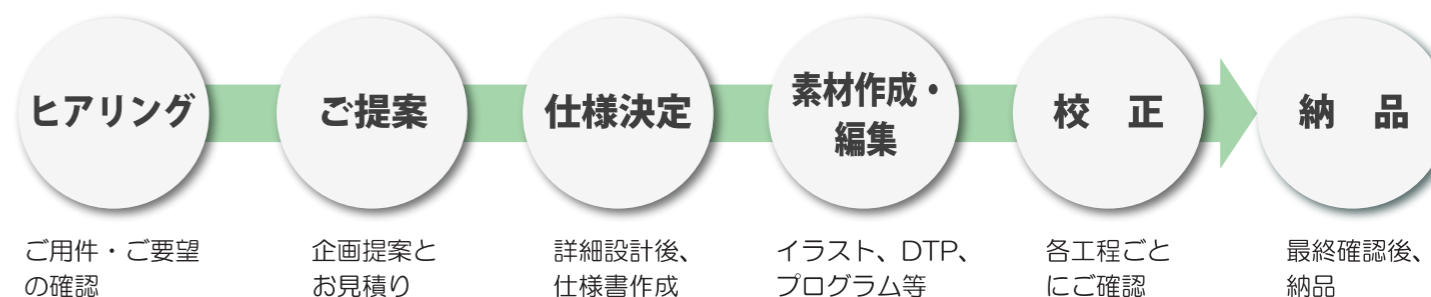 ヒアリング
ご提案
仕様決定
素材作成・
編集
校　正
納　品
ご用件・ご要望
の確認
企画提案と
お見積り
詳細設計後、
仕様書作成
イラスト、DTP、
プログラム等
各工程ごと
にご確認
最終確認後、
納品